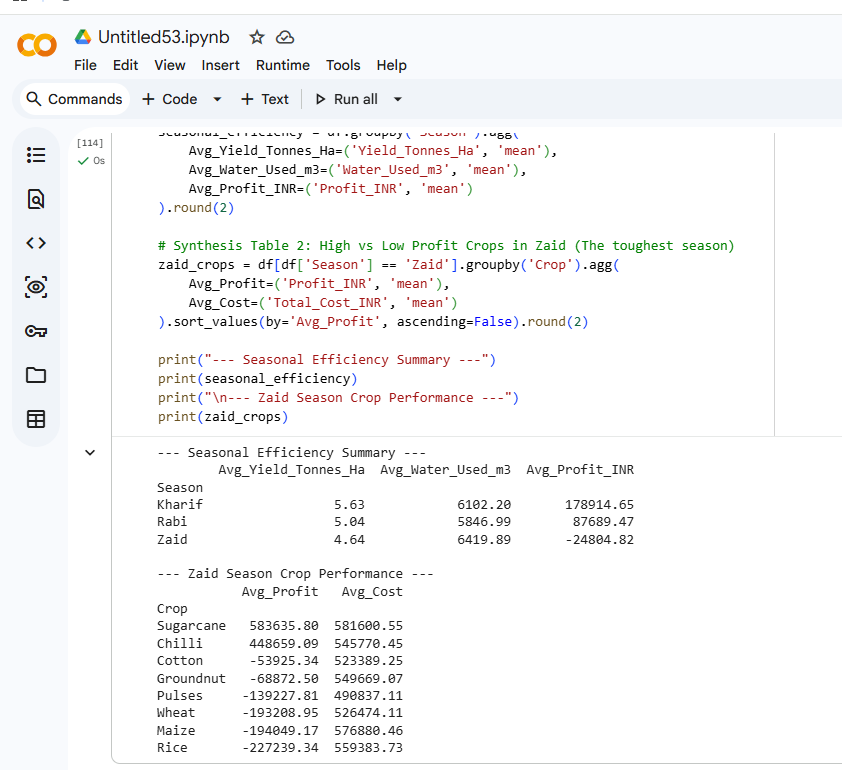 Untitled53.ipynb
File Edit View Insert Runtime Tools Help
Commands + Code + Text Run all
[114]
0s
seasonal_efficiency = df.groupby('Season').agg(
    Avg_Yield_Tonnes_Ha=('Yield_Tonnes_Ha', 'mean'),
    Avg_Water_Used_m3=('Water_Used_m3', 'mean'),
    Avg_Profit_INR=('Profit_INR', 'mean')
).round(2)
# Synthesis Table 2: High vs Low Profit Crops in Zaid (The toughest season)
zaid_crops = df[df['Season'] == 'Zaid'].groupby('Crop').agg(
    Avg_Profit=('Profit_INR', 'mean'),
    Avg_Cost=('Total_Cost_INR', 'mean')
).sort_values(by='Avg_Profit', ascending=False).round(2)
print("--- Seasonal Efficiency Summary ---")
print(seasonal_efficiency)
print("\n--- Zaid Season Crop Performance ---")
print(zaid_crops)
--- Seasonal Efficiency Summary ---
Avg_Yield_Tonnes_Ha Avg_Water_Used_m3 Avg_Profit_INR
Season
Kharif 5.63 6102.20 178914.65
Rabi 5.04 5846.99 87689.47
Zaid 4.64 6419.89 -24804.82
--- Zaid Season Crop Performance ---
Avg_Profit Avg_Cost
Crop
Sugarcane 583635.80 581600.55
Chilli 448659.09 545770.45
Cotton -53925.34 523389.25
Groundnut -68872.50 549669.07
Pulses -139227.81 490837.11
Wheat -193208.95 526474.11
Maize -194049.17 576880.46
Rice -227239.34 559383.73